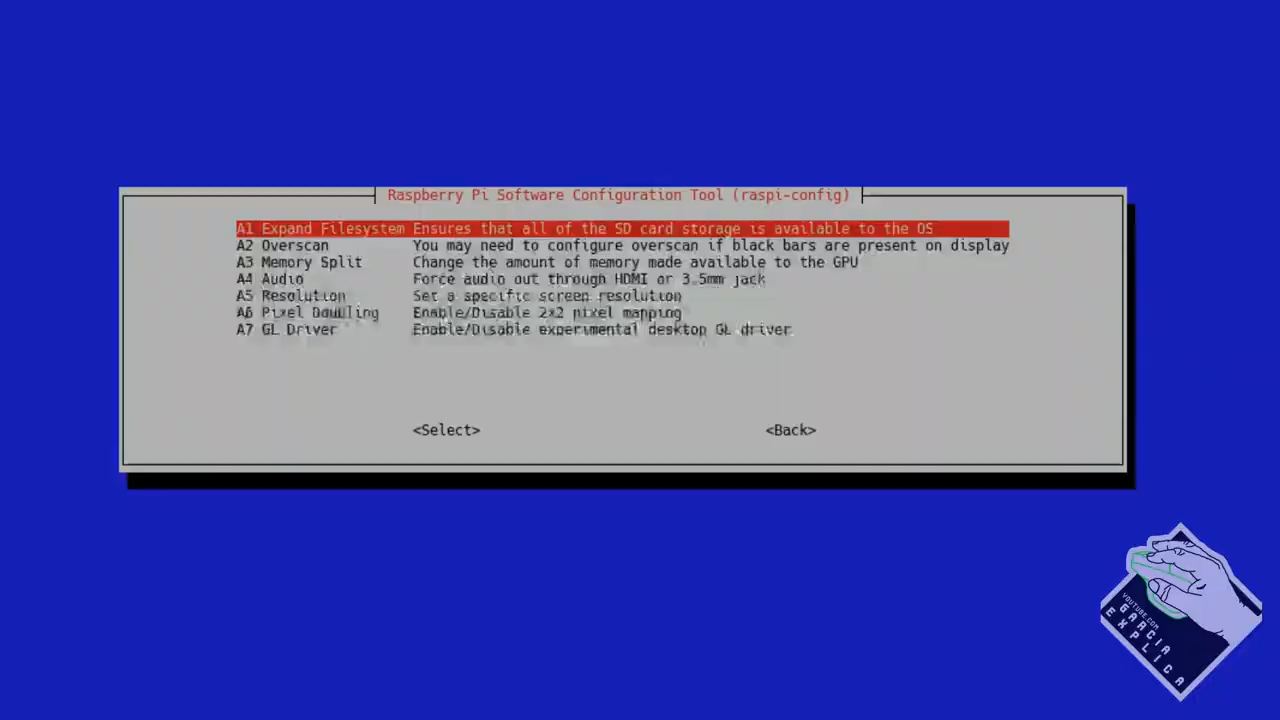 Raspberry Pi Software Configuration Tool (raspi-config)
A1 Expand Filesystem Ensures that all of the SD card storage is available to the OS
A2 Overscan You may need to configure overscan if black bars are present on display
A3 Memory Split Change the amount of memory made available to the GPU
A4 Audio Force audio out through HDMI or 3.5mm jack
A5 Resolution Set a specific screen resolution
A6 Pixel Doubling Enable/Disable 2x2 pixel mapping
A7 GL Driver Enable/Disable experimental desktop GL driver
<Select> <Back>
YOUTUBE.COM
GARCIA
EXPLICA